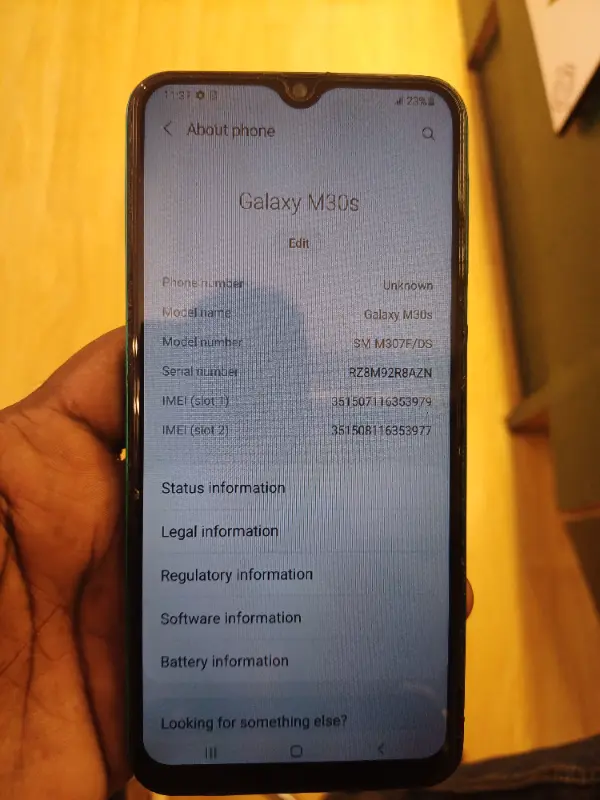 11:21
23%
About phone
Galaxy M30s
Edit
Phone number Unknown
Model name Galaxy M30s
Model number SM M307F/DS
Serial number RZ8M92R8AZN
IMEI (slot 1) 351507116353979
IMEI (slot 2) 351508116353977
Status information
Legal information
Regulatory information
Software information
Battery information
Looking for something else?